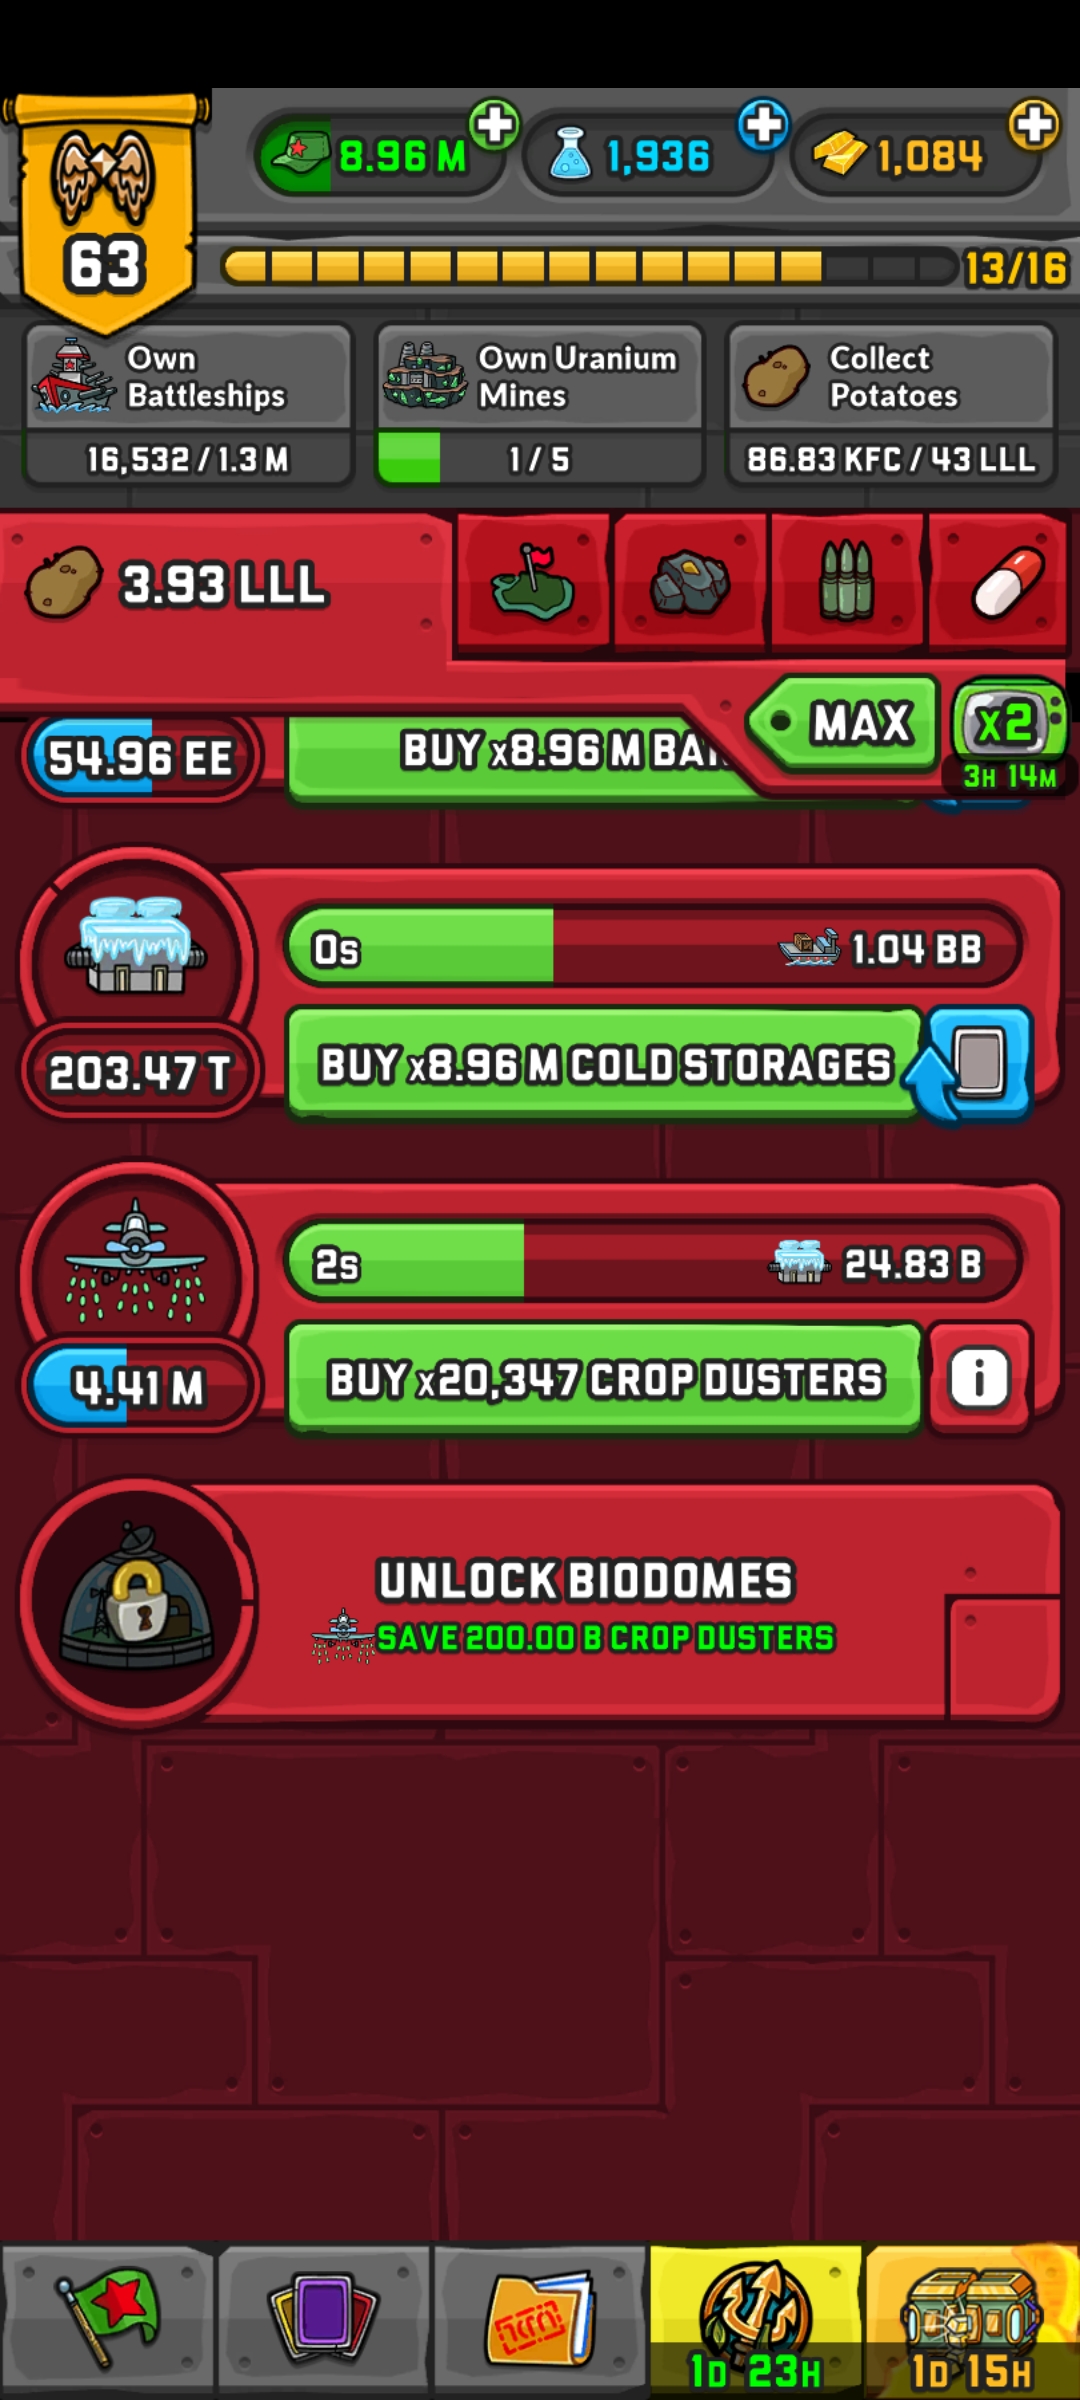 63
8.96 M
1,936
1,084
13/16
Own
Battleships
16,532 / 1.3 M
Own Uranium
Mines
1 / 5
Collect
Potatoes
86.83 KFC / 43 LLL
3.93 LLL
MAX
x2
3H 14M
54.96 EE
BUY x8.96 M
0s
1.04 BB
203.47 T
BUY x8.96 M COLD STORAGES
2s
24.83 B
4.41 M
BUY x20,347 CROP DUSTERS
i
UNLOCK BIODOMES
SAVE 200.00 B CROP DUSTERS
1D 23H
1D 15H